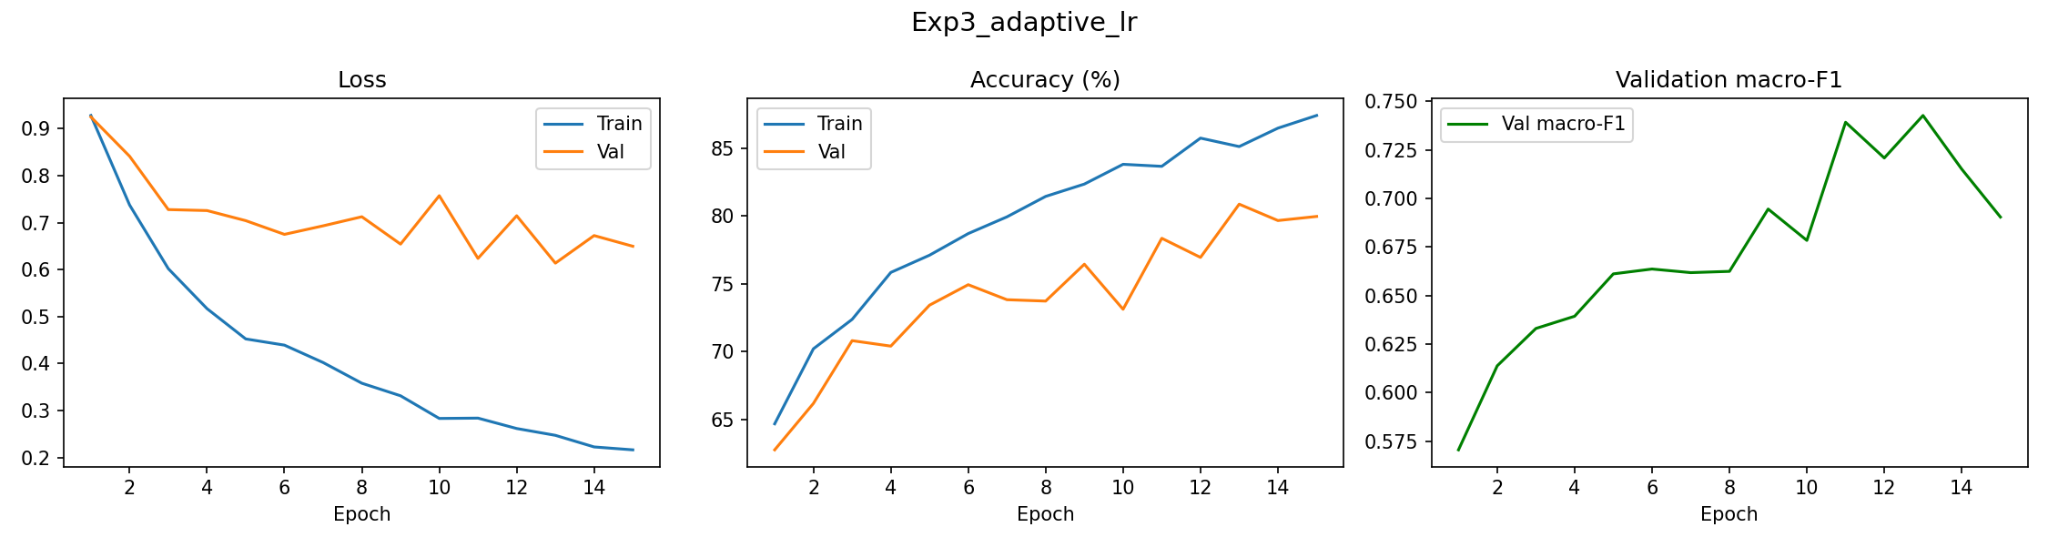 Exp3_adaptive_lr
Loss
Train
Val
0.9
0.8
0.7
0.6
0.5
0.4
0.3
0.2
2 4 6 8 10 12 14
Epoch
Accuracy (%)
Train
Val
85
80
75
70
65
2 4 6 8 10 12 14
Epoch
Validation macro-F1
Val macro-F1
0.750
0.725
0.700
0.675
0.650
0.625
0.600
0.575
2 4 6 8 10 12 14
Epoch